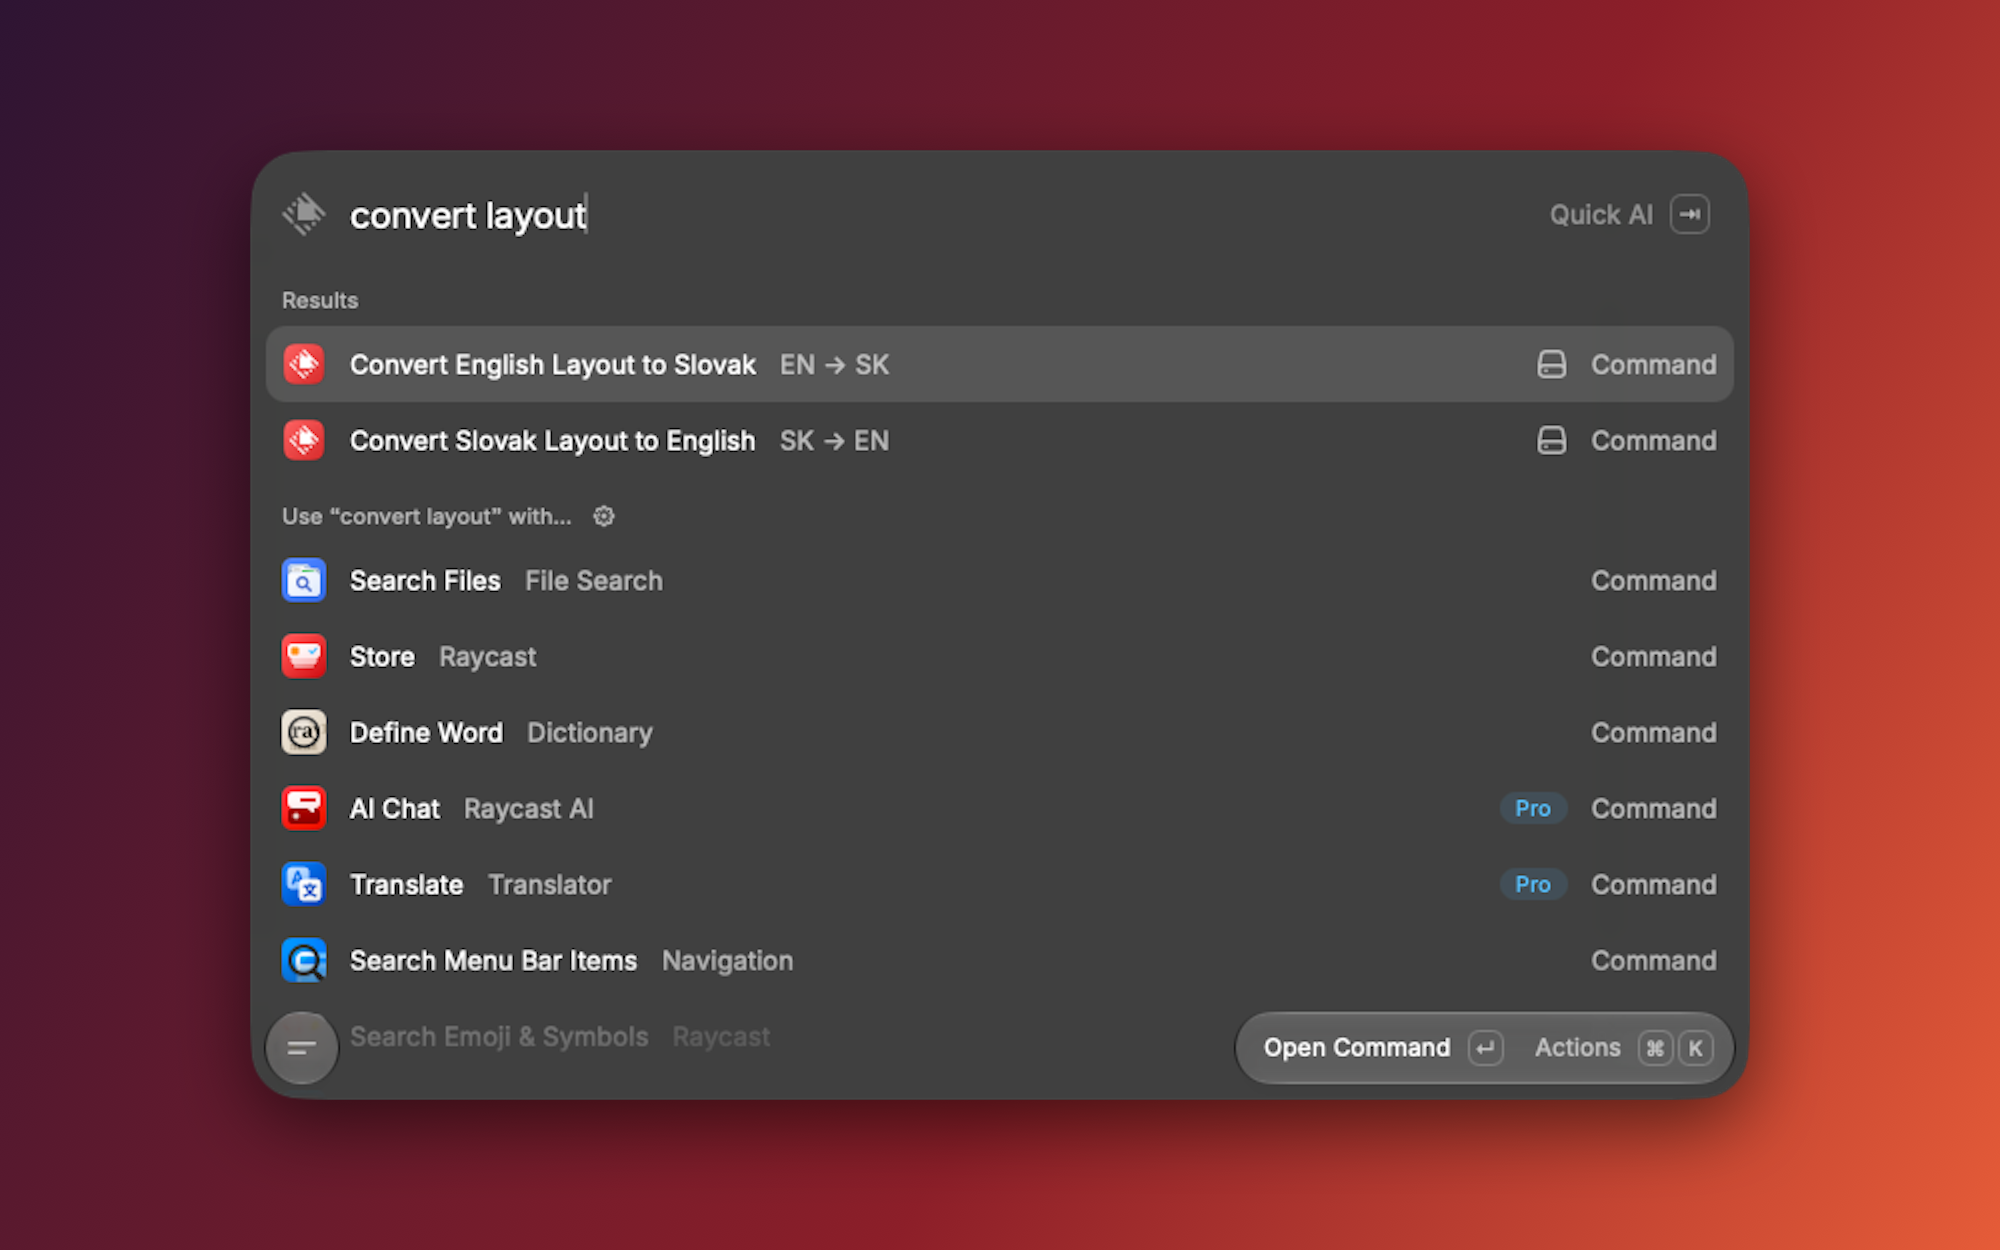 convert layout
Quick AI
Results
Convert English Layout to Slovak EN → SK Command
Convert Slovak Layout to English SK → EN Command
Use “convert layout” with...
Search Files File Search Command
Store Raycast Command
ra
Define Word Dictionary Command
AI Chat Raycast AI Pro Command
A 文
Translate Translator Pro Command
Search Menu Bar Items Navigation Command
Search Emoji & Symbols Raycast
Open Command ↵ Actions ⌘ K